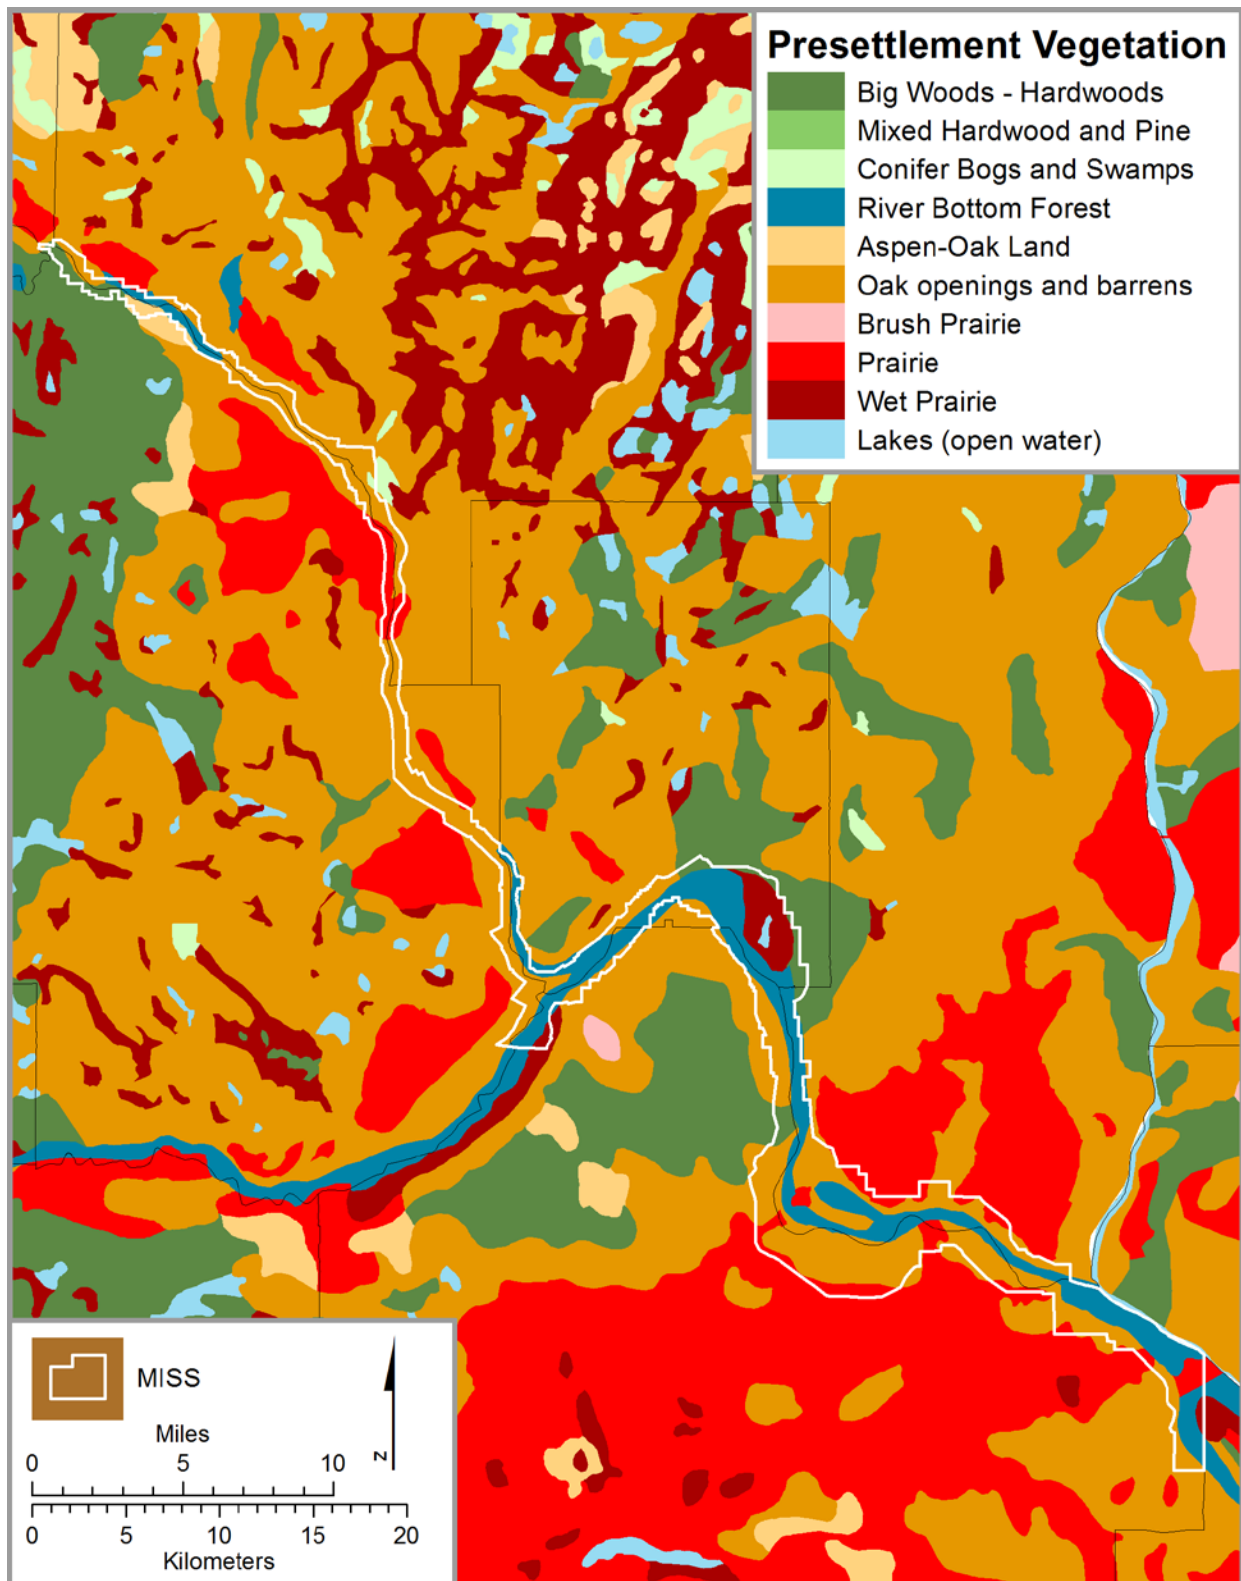 Presettlement Vegetation
Big Woods - Hardwoods
Mixed Hardwood and Pine
Conifer Bogs and Swamps
River Bottom Forest
Aspen-Oak Land
Oak openings and barrens
Brush Prairie
Prairie
Wet Prairie
Lakes (open water)
MISS
Miles
0 5 10
0 5 10 15 20
Kilometers
N